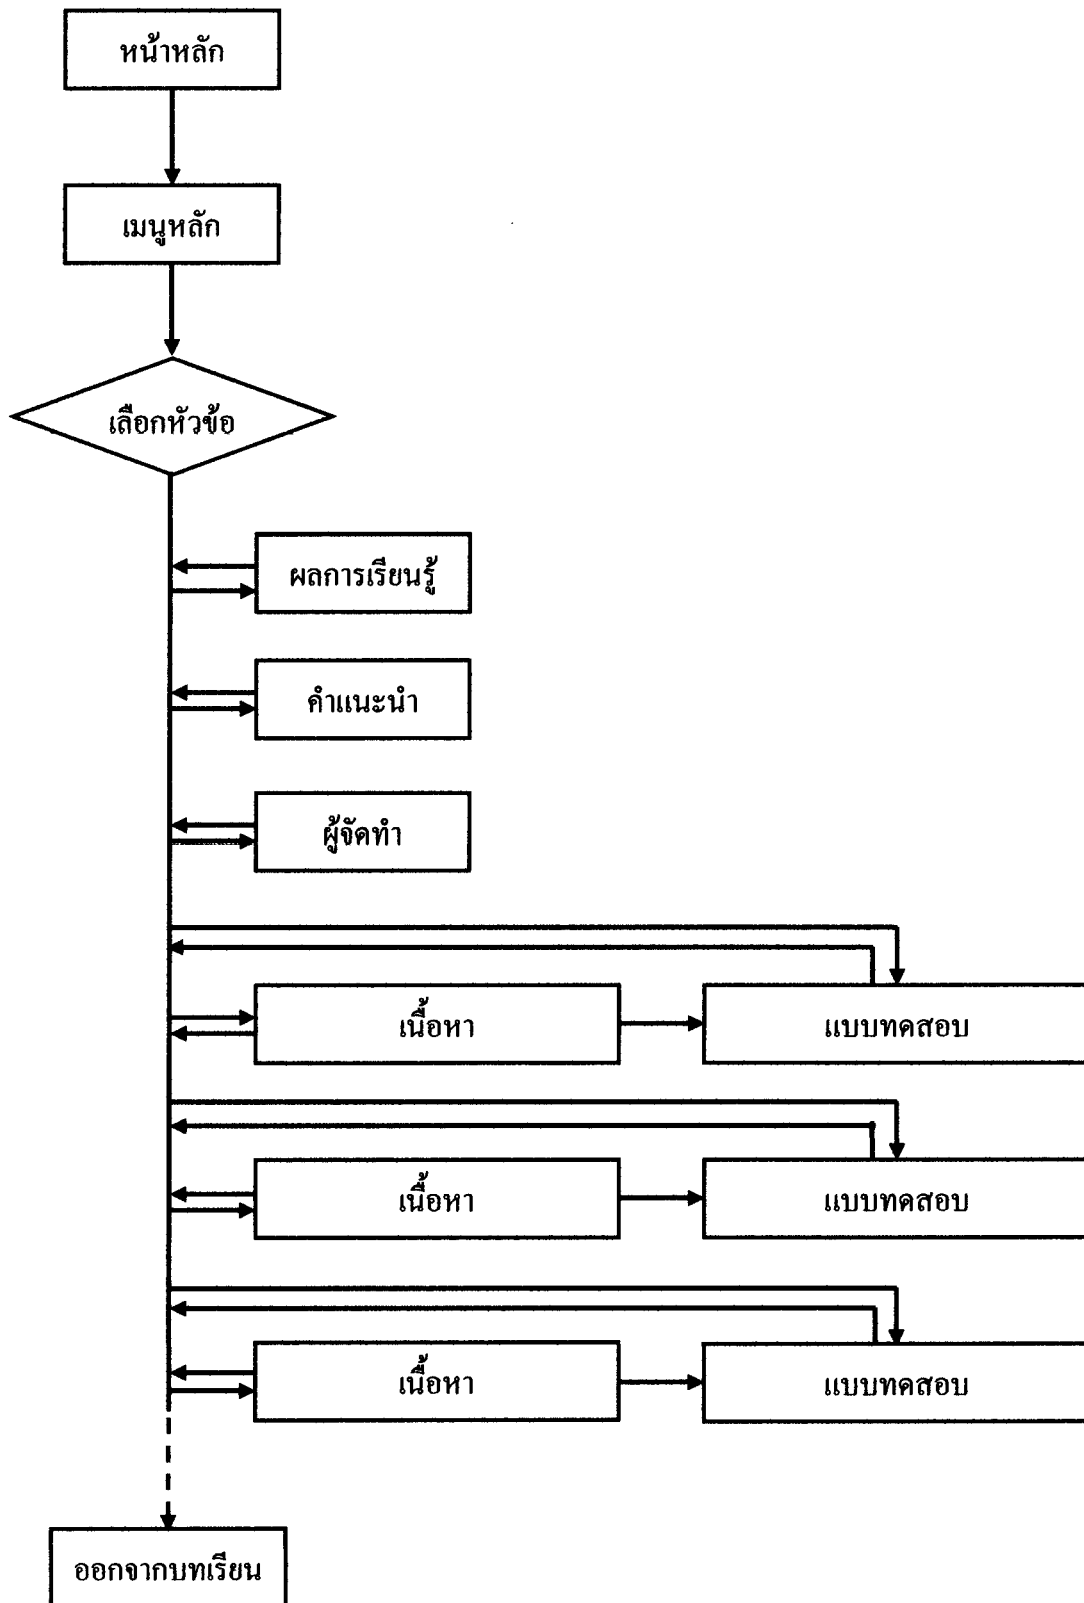 หน้าหลัก
เมนูหลัก
เลือกหัวข้อ
ผลการเรียนรู้
คำแนะนำ
ผู้จัดทำ
เนื้อหา
แบบทดสอบ
เนื้อหา
แบบทดสอบ
เนื้อหา
แบบทดสอบ
ออกจากบทเรียน